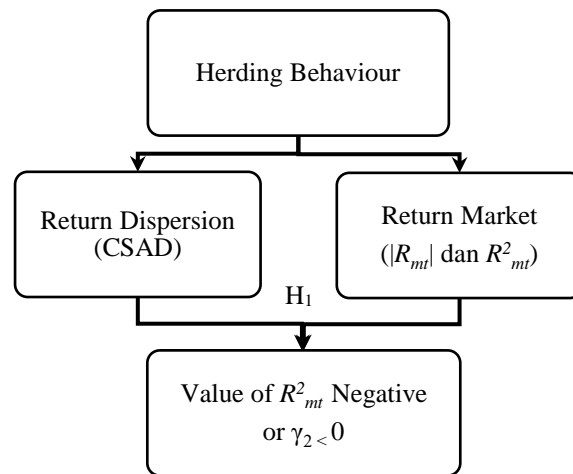 Herding Behaviour
Return Dispersion
(CSAD)
Return Market
(|Rₘₜ| dan R²ₘₜ)
H₁
Value of R²ₘₜ Negative
or γ₂ < 0